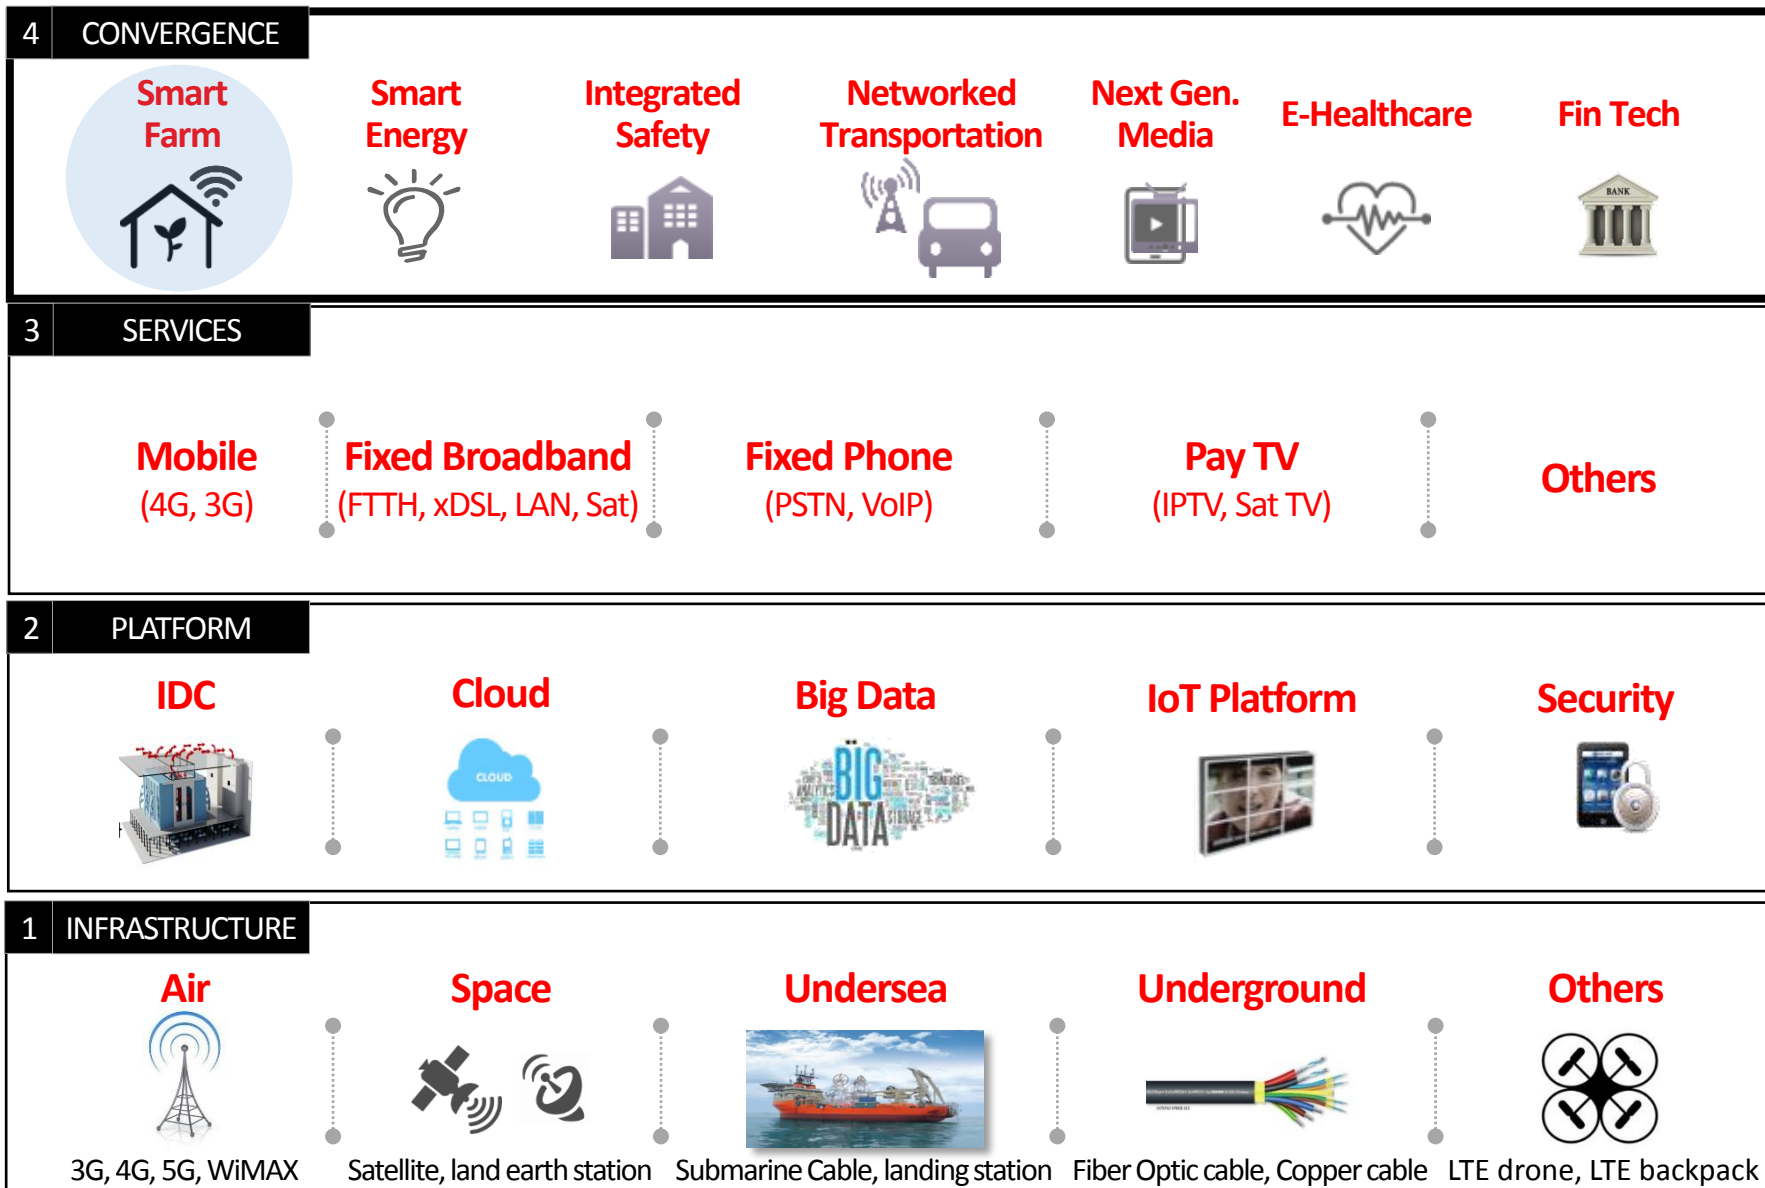 4 CONVERGENCE
Smart Farm
Smart Energy
Integrated Safety
Networked Transportation
Next Gen. Media
E-Healthcare
Fin Tech
BANK
3 SERVICES
Mobile
(4G, 3G)
Fixed Broadband
(FTTH, xDSL, LAN, Sat)
Fixed Phone
(PSTN, VoIP)
Pay TV
(IPTV, Sat TV)
Others
2 PLATFORM
IDC
Cloud
Big Data
IoT Platform
Security
CLOUD
BIG
DATA
ANALYTICS
STORAGE
1 INFRASTRUCTURE
Air
Space
Undersea
Underground
Others
3G, 4G, 5G, WiMAX
Satellite, land earth station
Submarine Cable, landing station
Fiber Optic cable, Copper cable
LTE drone, LTE backpack